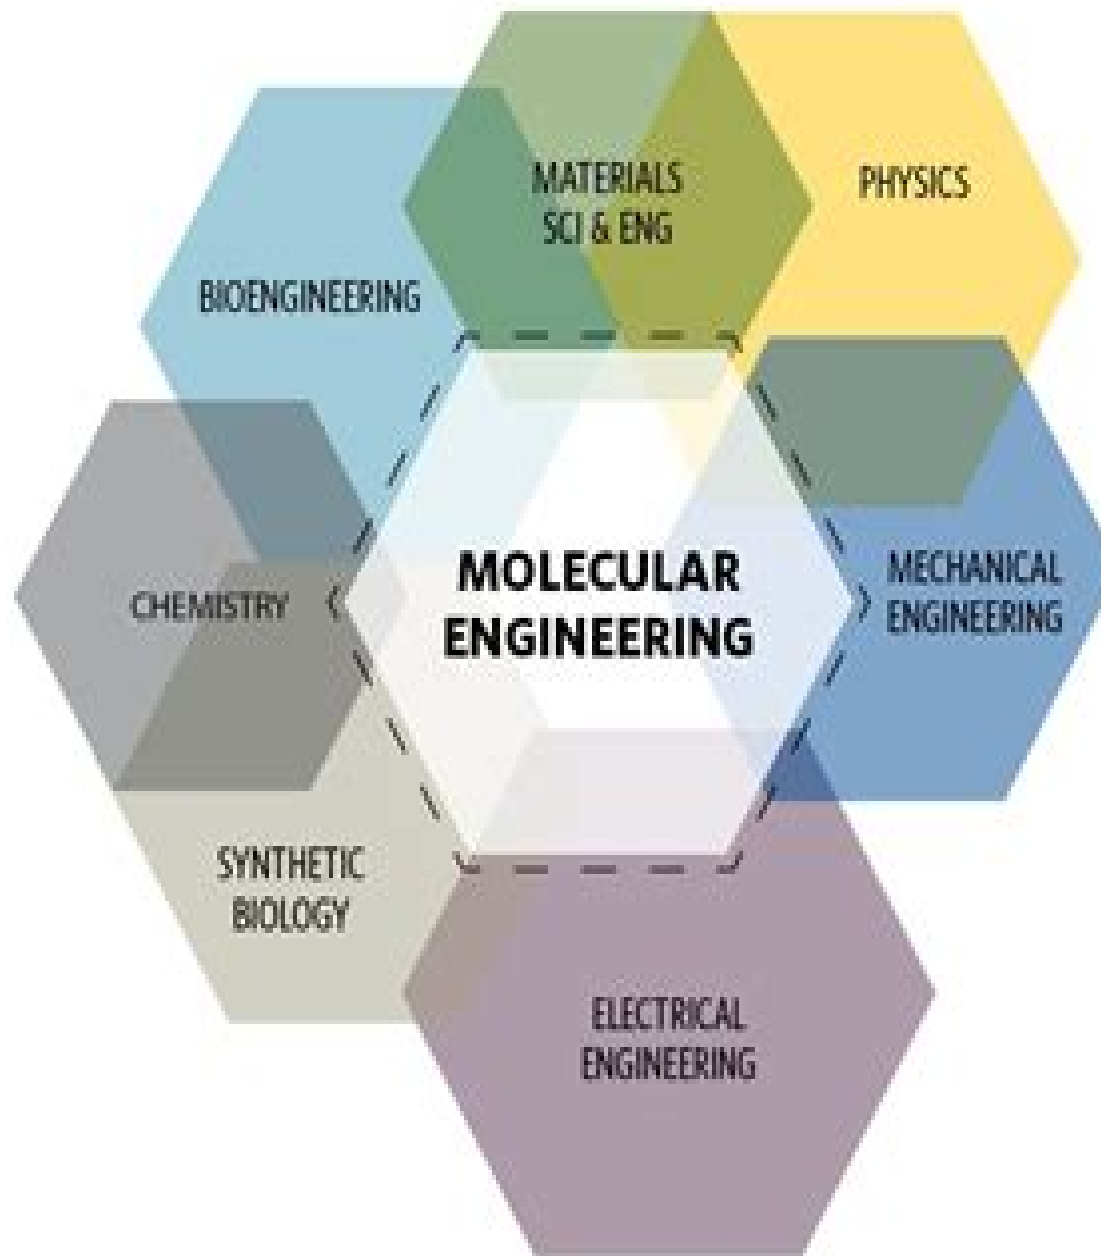 MATERIALS
SCI & ENG
PHYSICS
BIOENGINEERING
MOLECULAR
ENGINEERING
MECHANICAL
ENGINEERING
CHEMISTRY
SYNTHETIC
BIOLOGY
ELECTRICAL
ENGINEERING